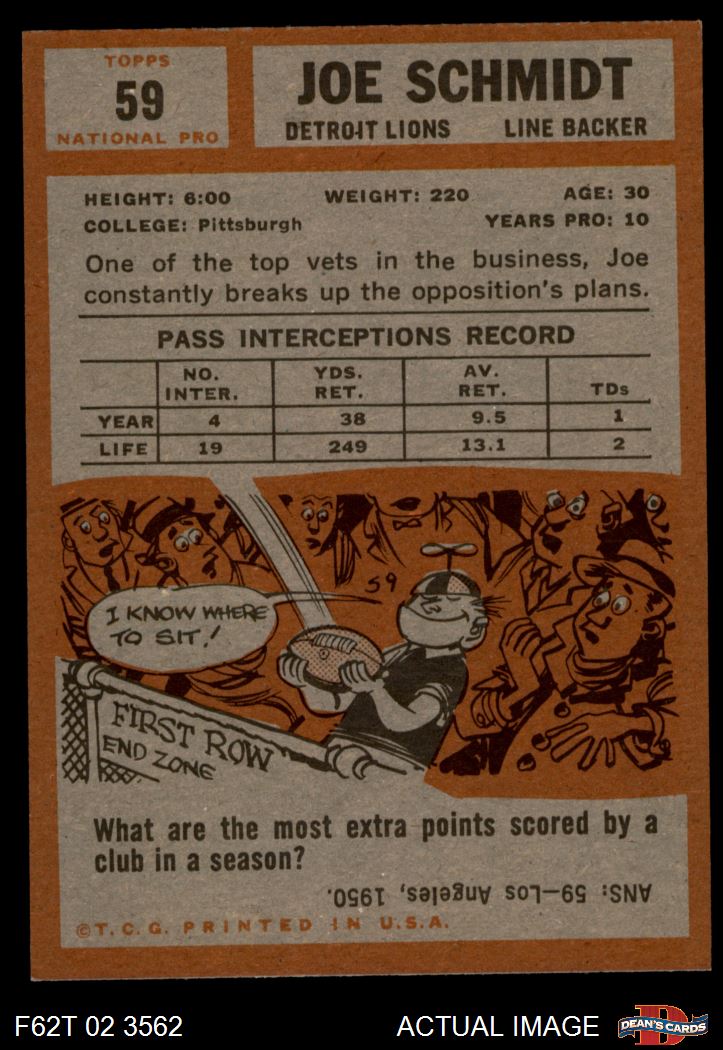 TOPPS
59
NATIONAL PRO
JOE SCHMIDT
DETROIT LIONS LINE BACKER
HEIGHT: 6:00 WEIGHT: 220 AGE: 30
COLLEGE: Pittsburgh YEARS PRO: 10
One of the top vets in the business, Joe
constantly breaks up the opposition's plans.
PASS INTERCEPTIONS RECORD
NO. INTER. YDS. RET. AV. RET. TDs
YEAR 4 38 9.5 1
LIFE 19 249 13.1 2
59
I KNOW WHERE
TO SIT!
FIRST ROW
END ZONE
What are the most extra points scored by a
club in a season?
ANS: 59—Los Angeles, 1950.
©T.C.G. PRINTED IN U.S.A.
F62T 02 3562 ACTUAL IMAGE DEAN'S CARDS